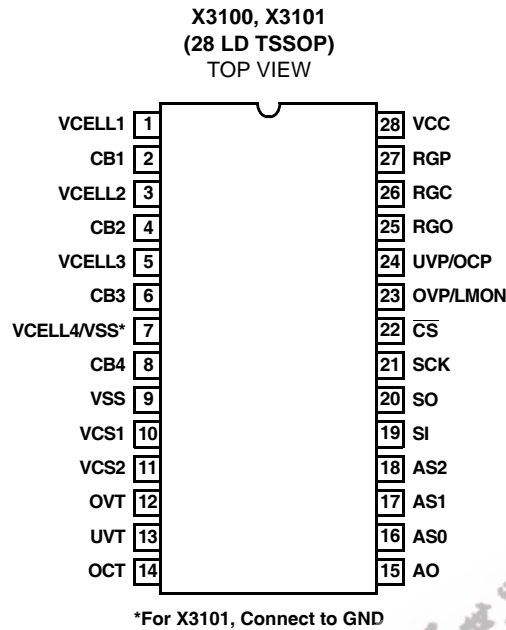 X3100, X3101
(28 LD TSSOP)
TOP VIEW
VCELL1 1 28 VCC
CB1 2 27 RGP
VCELL2 3 26 RGC
CB2 4 25 RGO
VCELL3 5 24 UVP/OCP
CB3 6 23 OVP/LMON
VCELL4/VSS* 7 22 C̅S̅
CB4 8 21 SCK
VSS 9 20 SO
VCS1 10 19 SI
VCS2 11 18 AS2
OVT 12 17 AS1
UVT 13 16 AS0
OCT 14 15 AO
*For X3101, Connect to GND